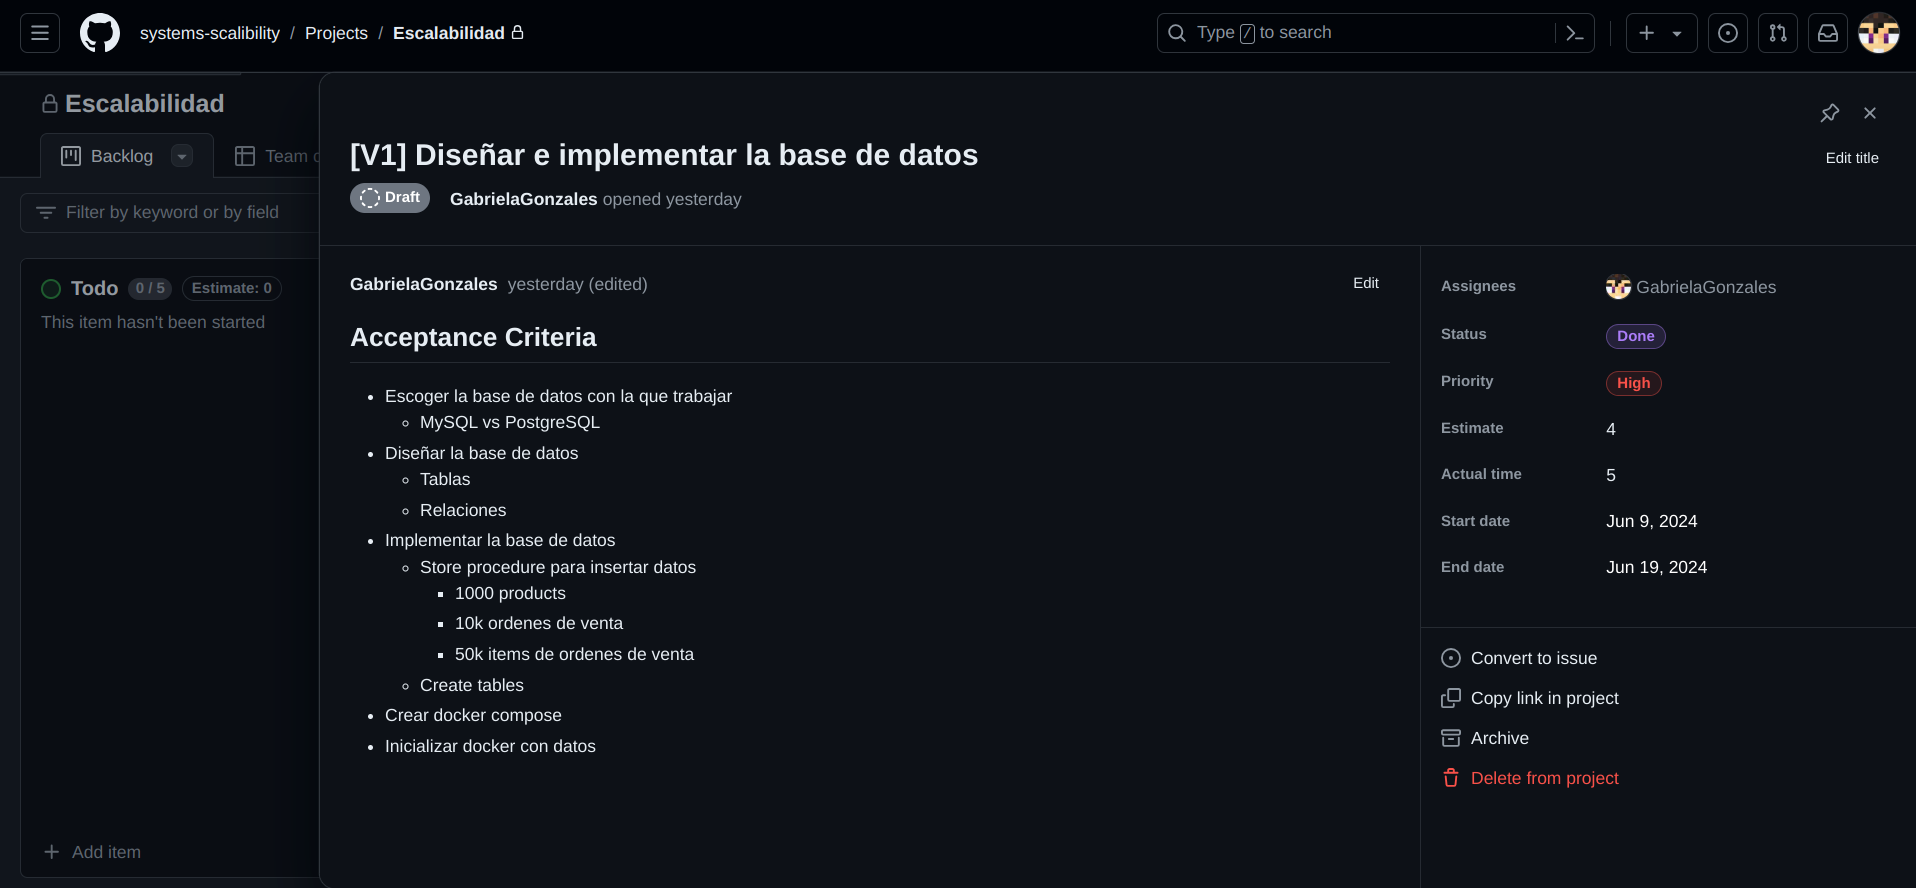 systems-scalibility / Projects / Escalabilidad
Type / to search
Escalabilidad
Backlog
Team
Filter by keyword or by field
Todo 0 / 5 Estimate: 0
This item hasn't been started
Add item
[V1] Diseñar e implementar la base de datos
Edit title
Draft
GabrielaGonzales opened yesterday
GabrielaGonzales yesterday (edited)
Edit
Acceptance Criteria
Escoger la base de datos con la que trabajar
MySQL vs PostgreSQL
Diseñar la base de datos
Tablas
Relaciones
Implementar la base de datos
Store procedure para insertar datos
1000 products
10k ordenes de venta
50k items de ordenes de venta
Create tables
Crear docker compose
Inicializar docker con datos
Assignees GabrielaGonzales
Status Done
Priority High
Estimate 4
Actual time 5
Start date Jun 9, 2024
End date Jun 19, 2024
Convert to issue
Copy link in project
Archive
Delete from project